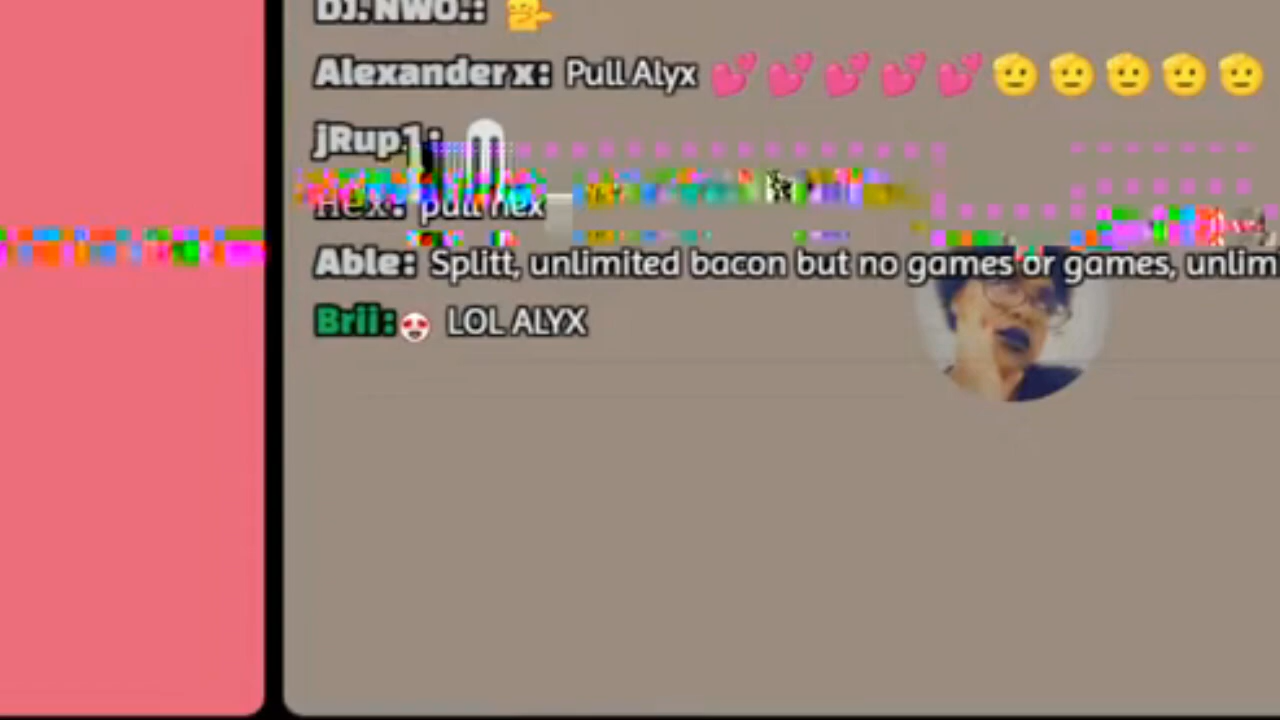 DJ. NWO.:
Alexander x: Pull Alyx 💕 💕 💕 💕 💕 🫡 🫡 🫡 🫡 🫡
jRup1:
Hex: pull hex
Able: Splitt, unlimited bacon but no games or games, unlim
Brii:😍 LOL ALYX